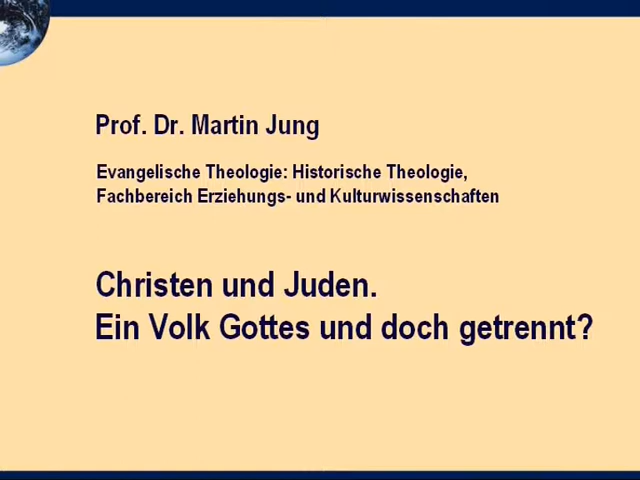 Prof. Dr. Martin Jung
Evangelische Theologie: Historische Theologie,
Fachbereich Erziehungs- und Kulturwissenschaften
Christen und Juden.
Ein Volk Gottes und doch getrennt?